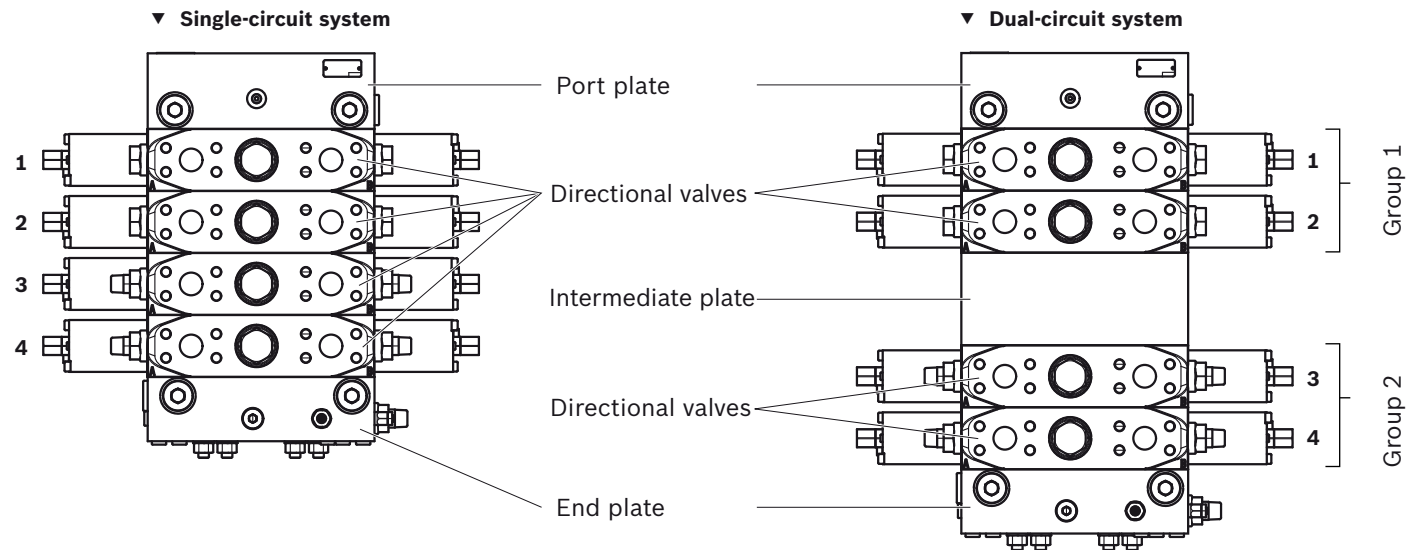 ▼ Single-circuit system
▼ Dual-circuit system
Port plate
1
2
3
4
Directional valves
Intermediate plate
Directional valves
End plate
1
2
3
4
Group 1
Group 2
A
B
A
A
B
A
B
A
B
A
B
A
B
A
B